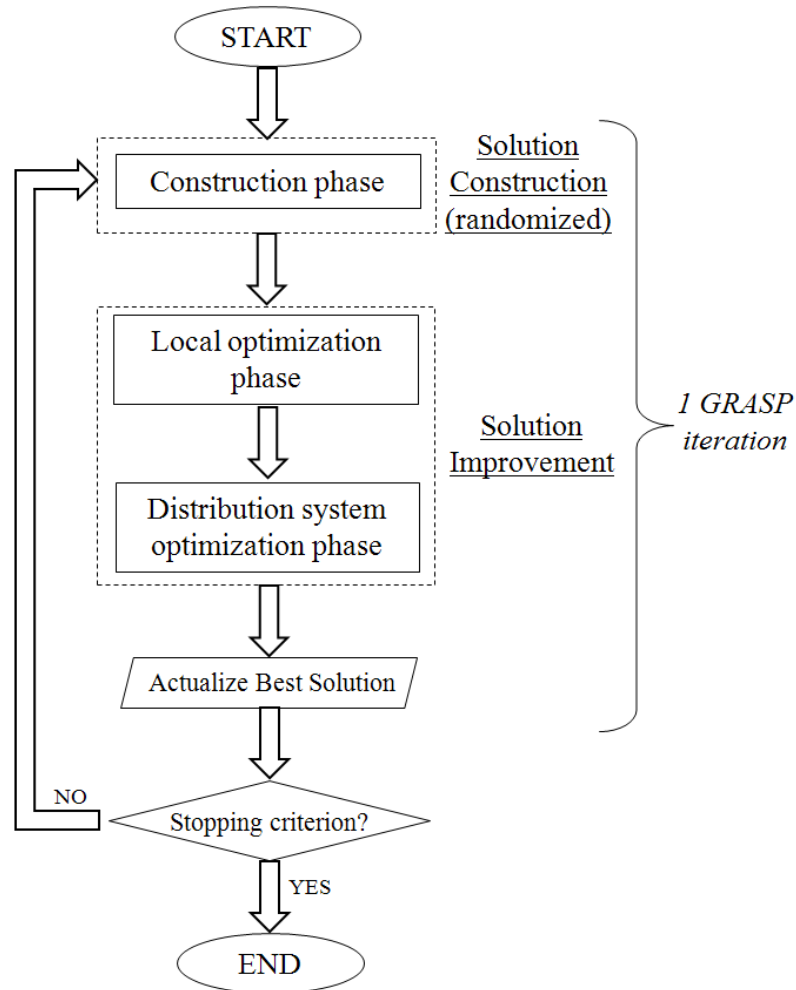 START
Construction phase
Solution
Construction
(randomized)
Local optimization
phase
Distribution system
optimization phase
Solution
Improvement
1 GRASP
iteration
Actualize Best Solution
NO
Stopping criterion?
YES
END